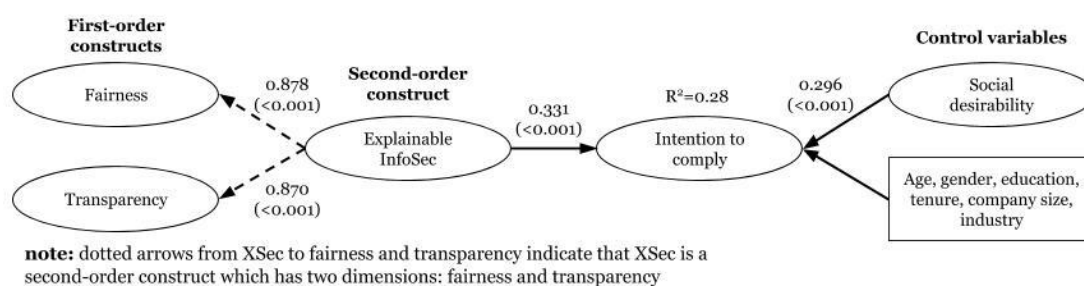 First-order
constructs
Fairness
Transparency
0.878
(<0.001)
0.870
(<0.001)
Second-order
construct
Explainable
InfoSec
0.331
(<0.001)
R²=0.28
Intention to
comply
0.296
(<0.001)
Control variables
Social
desirability
Age, gender, education,
tenure, company size,
industry
note: dotted arrows from XSec to fairness and transparency indicate that XSec is a
second-order construct which has two dimensions: fairness and transparency